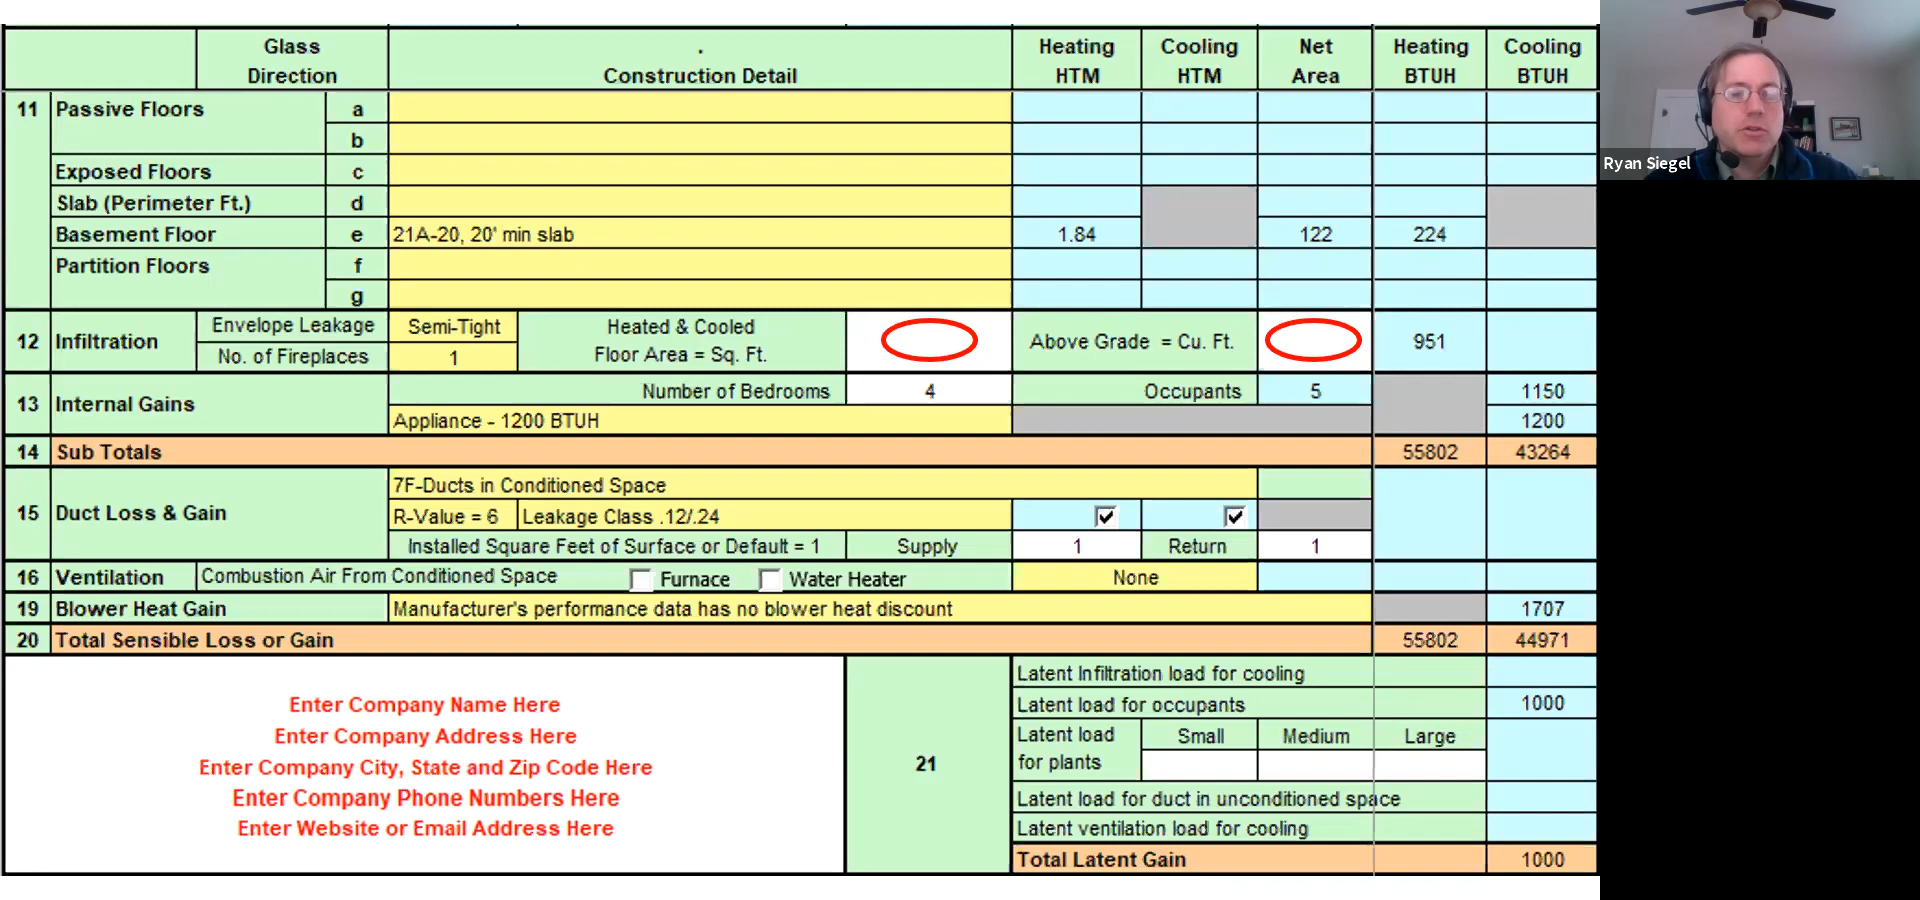 Glass Direction . Construction Detail Heating HTM Cooling HTM Net Area Heating BTUH Cooling BTUH
11 Passive Floors a
b
Exposed Floors c
Slab (Perimeter Ft.) d
Basement Floor e 21A-20, 20' min slab 1.84 122 224
Partition Floors f
g
12 Infiltration Envelope Leakage Semi-Tight Heated & Cooled Floor Area = Sq. Ft. Above Grade = Cu. Ft. 951
No. of Fireplaces 1
13 Internal Gains Number of Bedrooms 4 Occupants 5 1150
Appliance - 1200 BTUH 1200
14 Sub Totals 55802 43264
15 Duct Loss & Gain 7F-Ducts in Conditioned Space
R-Value = 6 Leakage Class .12/.24
Installed Square Feet of Surface or Default = 1 Supply 1 Return 1
16 Ventilation Combustion Air From Conditioned Space Furnace Water Heater None
19 Blower Heat Gain Manufacturer's performance data has no blower heat discount 1707
20 Total Sensible Loss or Gain 55802 44971
Enter Company Name Here
Enter Company Address Here
Enter Company City, State and Zip Code Here
Enter Company Phone Numbers Here
Enter Website or Email Address Here
21 Latent Infiltration load for cooling
Latent load for occupants 1000
Latent load for plants Small Medium Large
Latent load for duct in unconditioned space
Latent ventilation load for cooling
Total Latent Gain 1000
Ryan Siegel